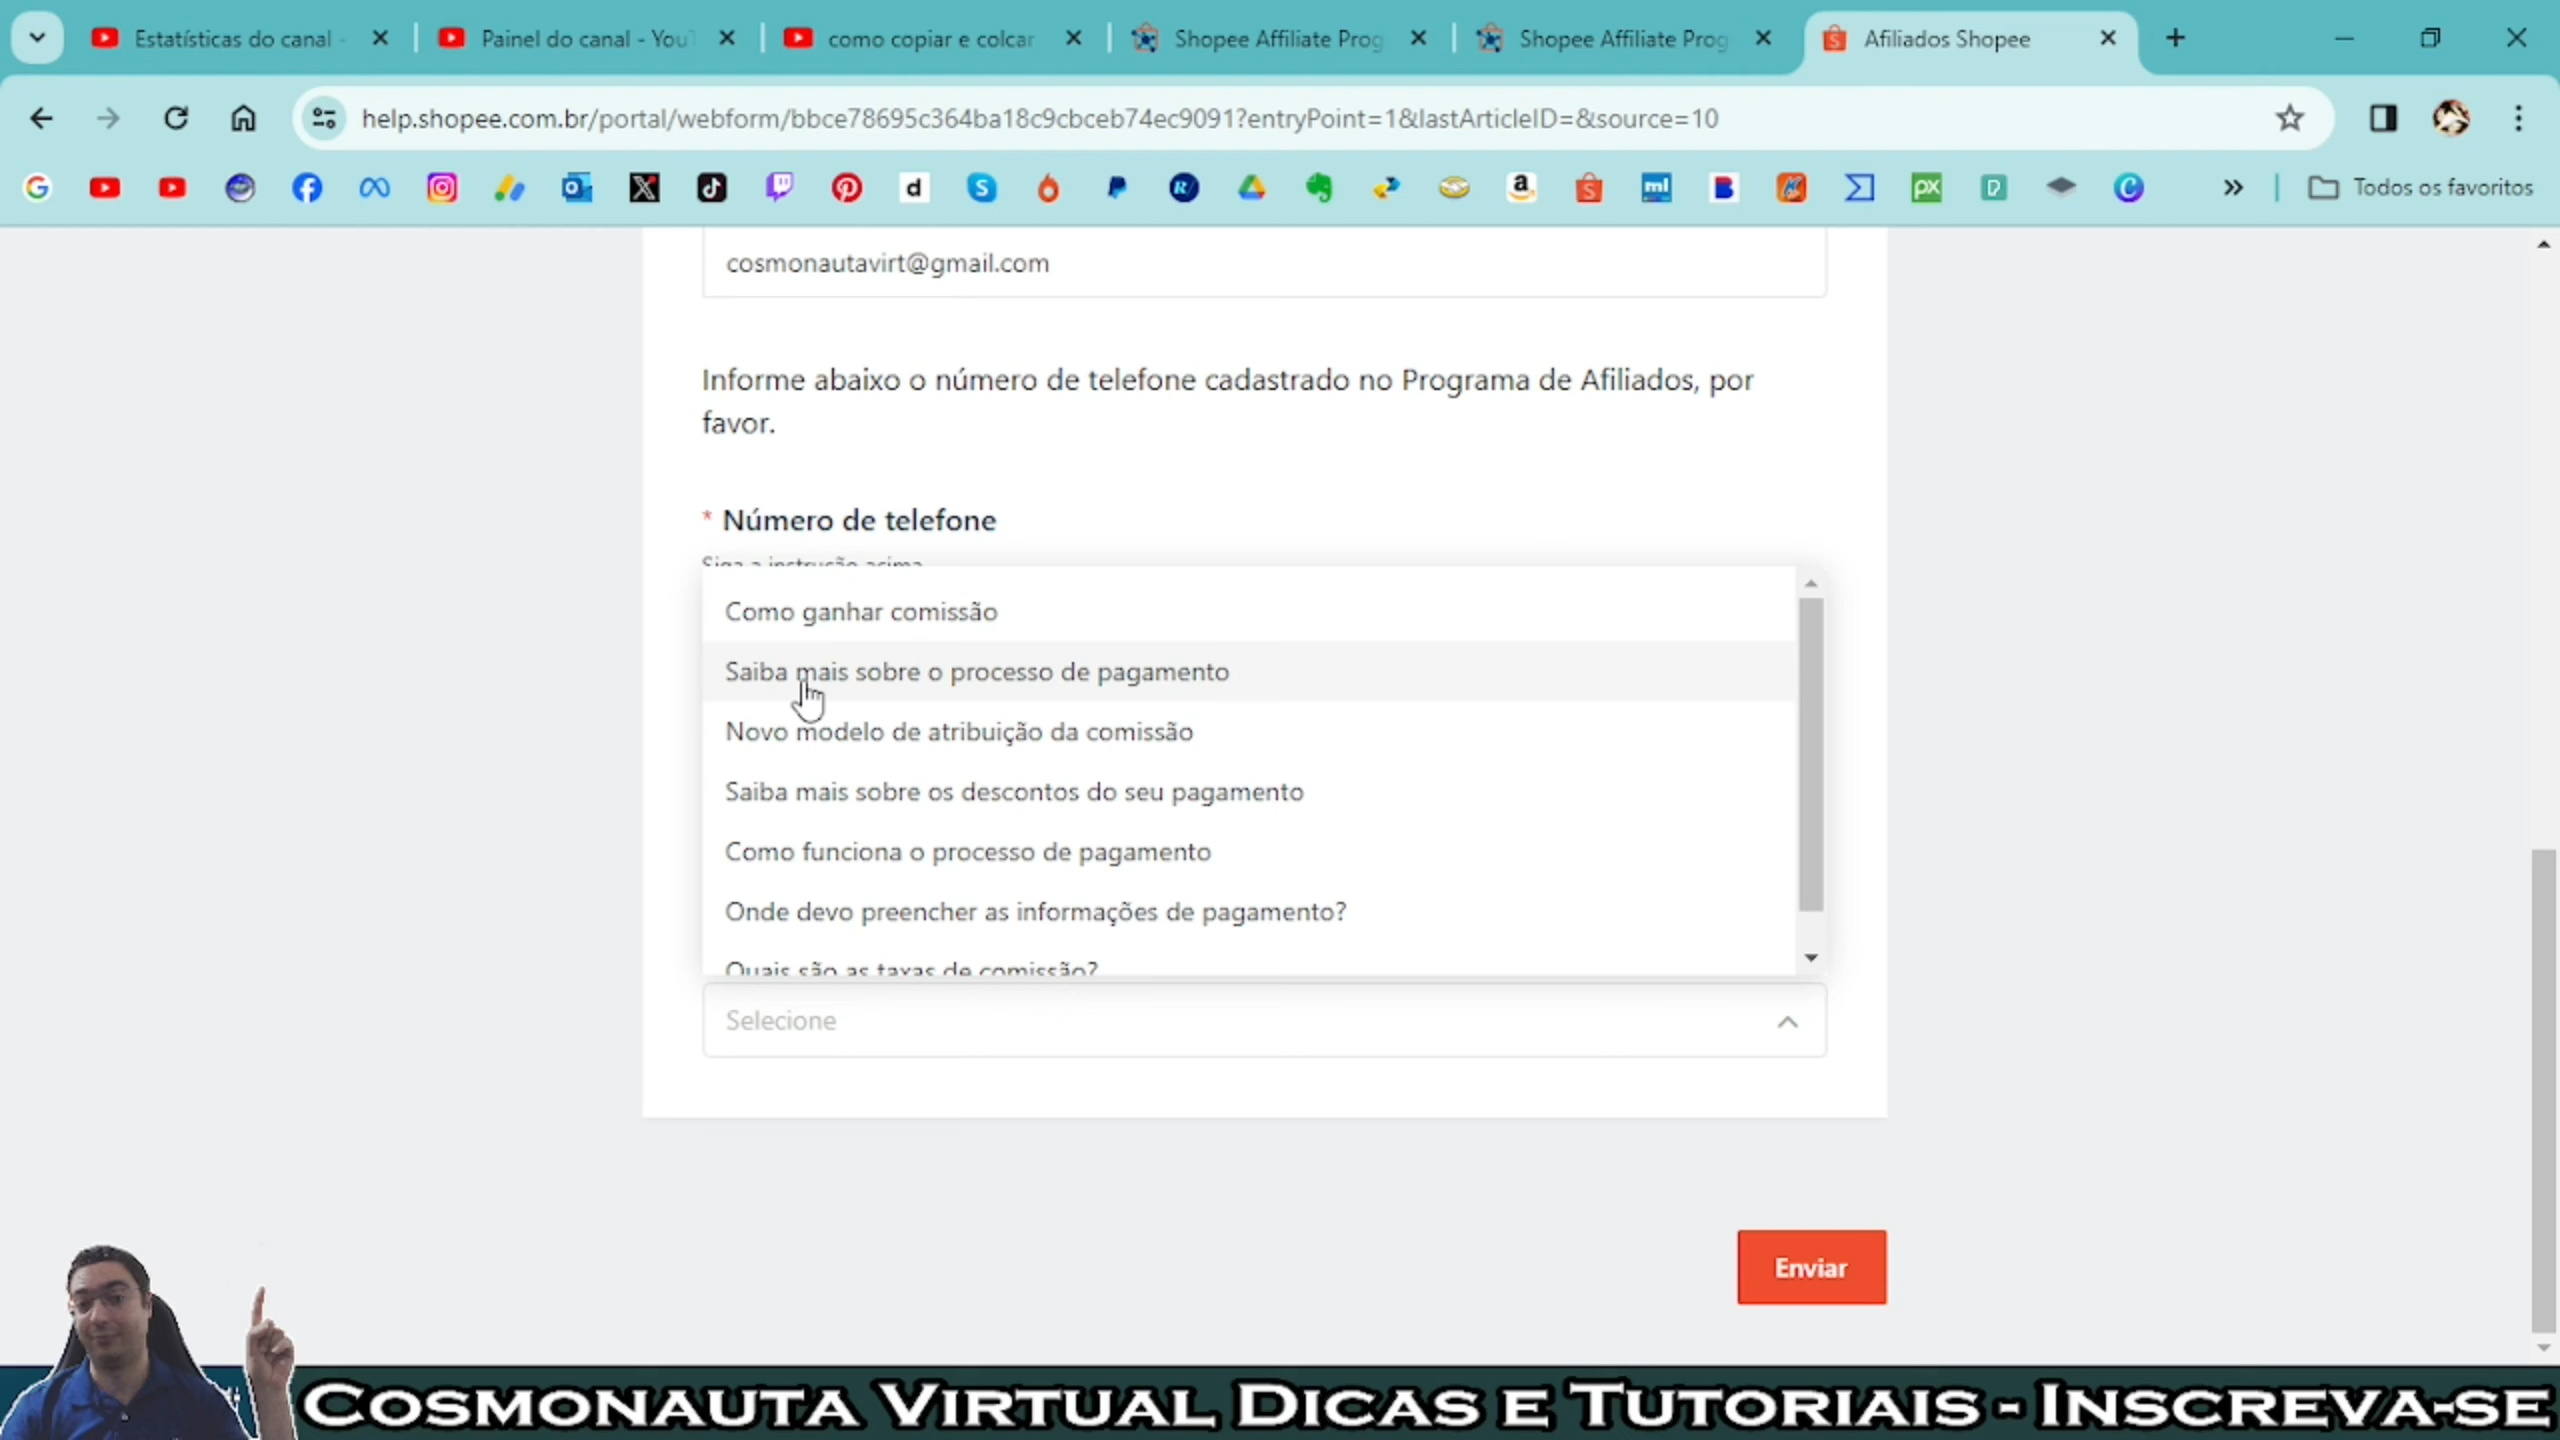 Estatísticas do canal -
Painel do canal - You
como copiar e colcar
Shopee Affiliate Prog
Shopee Affiliate Prog
Afiliados Shopee
help.shopee.com.br/portal/webform/bbce78695c364ba18c9cbceb74ec9091?entryPoint=1&lastArticleID=&source=10
Todos os favoritos
cosmonautavirt@gmail.com
Informe abaixo o número de telefone cadastrado no Programa de Afiliados, por
favor.
* Número de telefone
Siga a instrução acima
Como ganhar comissão
Saiba mais sobre o processo de pagamento
Novo modelo de atribuição da comissão
Saiba mais sobre os descontos do seu pagamento
Como funciona o processo de pagamento
Onde devo preencher as informações de pagamento?
Quais são as taxas de comissão?
Selecione
Enviar
Cosmonauta Virtual Dicas e Tutoriais - Inscreva-se